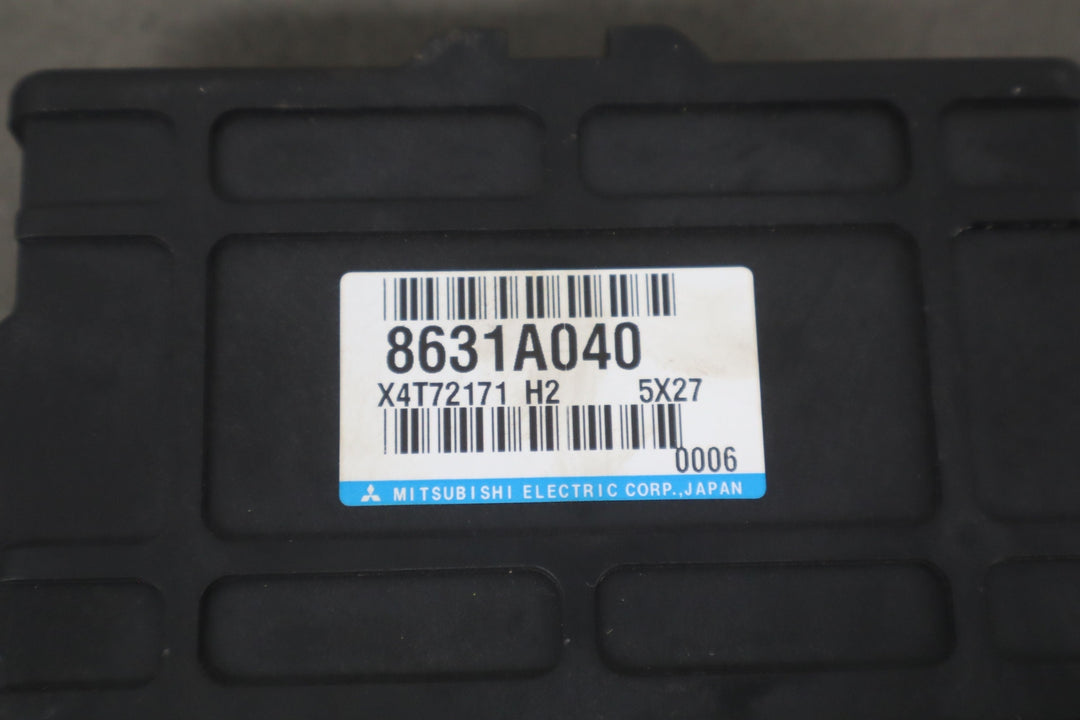 8631A040
X4T72171 H2 5X27
0006
MITSUBISHI ELECTRIC CORP.,JAPAN